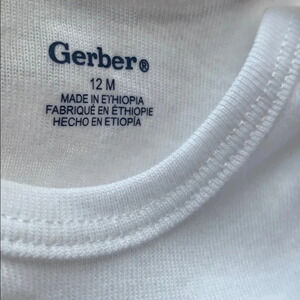 Gerber®
12 M
MADE IN ETHIOPIA
FABRIQUÉ EN ÉTHIOPIE
HECHO EN ETIOPÍA